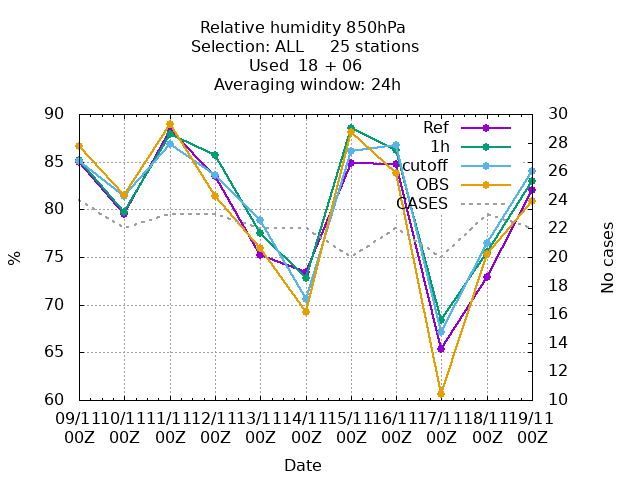 Relative humidity 850hPa
Selection: ALL     25 stations
Used  18 + 06
Averaging window: 24h
90 30
Ref 28
1h
85 cutoff 26
OBS
80 CASES 24
22
75 20
%
No cases
18
70 16
65 14
12
60 10
09/11 10/11 11/11 12/11 13/11 14/11 15/11 16/11 17/11 18/11 19/11
00Z 00Z 00Z 00Z 00Z 00Z 00Z 00Z 00Z 00Z 00Z
Date